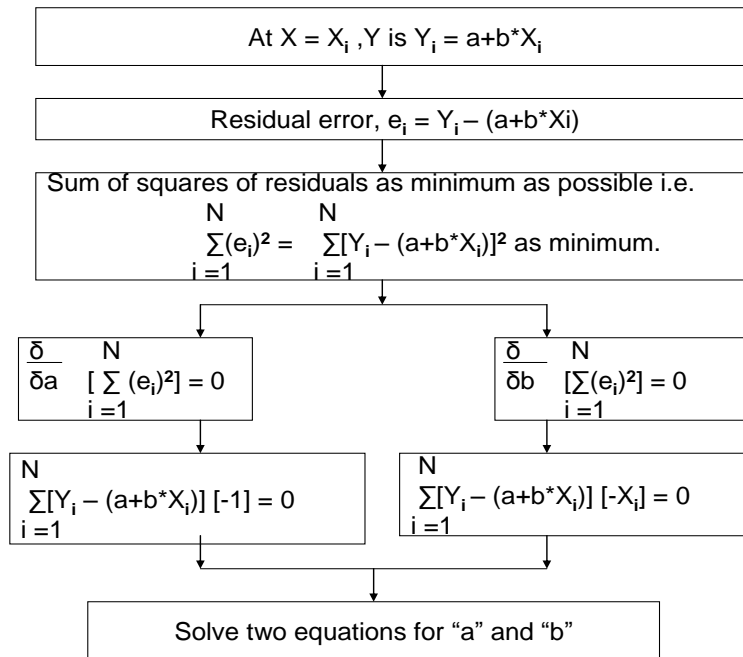 At X = Xᵢ ,Y is Yᵢ = a+b*Xᵢ
Residual error, eᵢ = Yᵢ – (a+b*Xi)
Sum of squares of residuals as minimum as possible i.e.
N N
∑(eᵢ)² = ∑[Yᵢ – (a+b*Xᵢ)]² as minimum.
i =1 i =1
δ N
δa [ ∑ (eᵢ)²] = 0
i =1
δ N
δb [∑(eᵢ)²] = 0
i =1
N
∑[Yᵢ – (a+b*Xᵢ)] [-1] = 0
i =1
N
∑[Yᵢ – (a+b*Xᵢ)] [-Xᵢ] = 0
i =1
Solve two equations for “a” and “b”